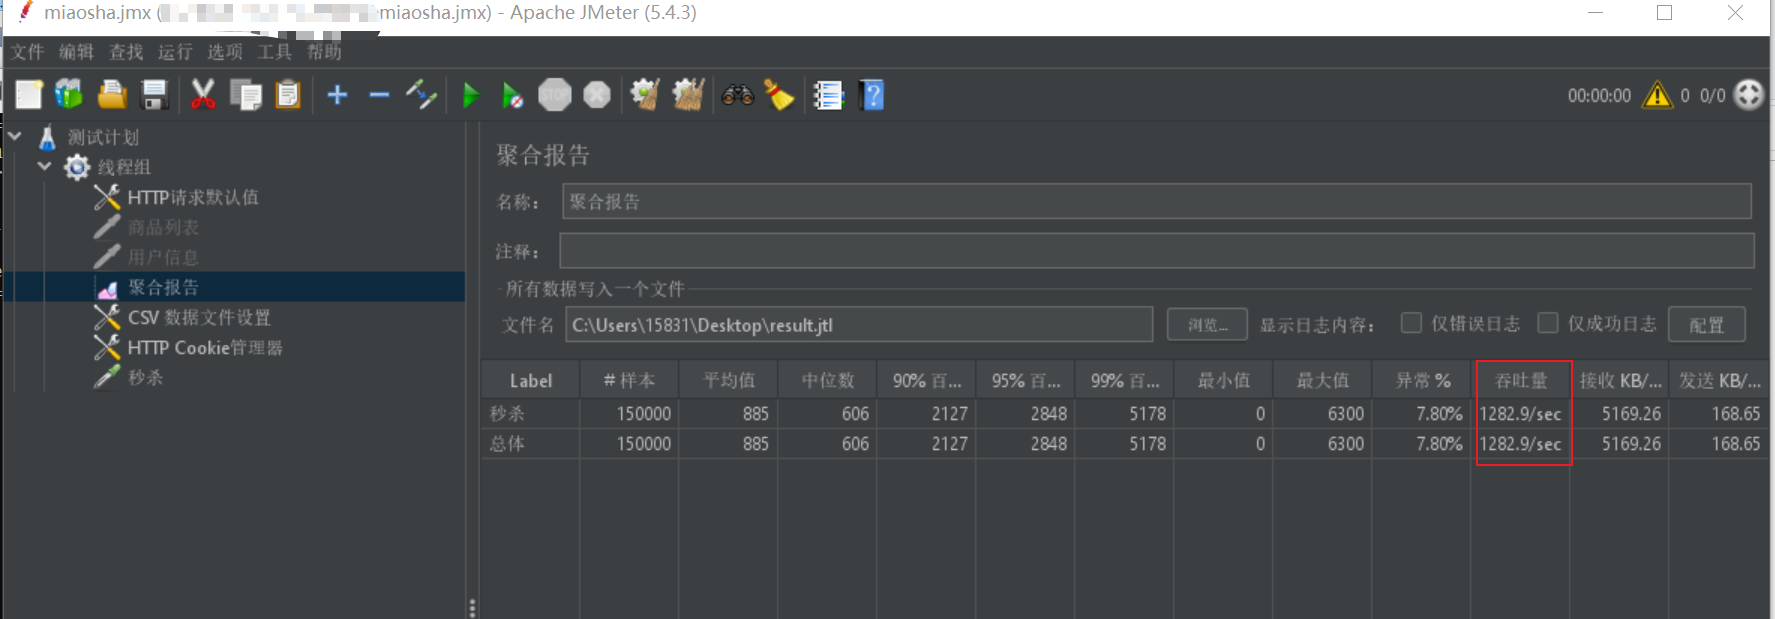 miaosha.jmx ( miaosha.jmx) - Apache JMeter (5.4.3)
文件 编辑 查找 运行 选项 工具 帮助
STOP
00:00:00 0 0/0
测试计划
线程组
HTTP请求默认值
商品列表
用户信息
聚合报告
CSV 数据文件设置
HTTP Cookie管理器
秒杀
聚合报告
名称： 聚合报告
注释：
所有数据写入一个文件
文件名 C:\Users\15831\Desktop\result.jtl 浏览... 显示日志内容： 仅错误日志 仅成功日志 配置
Label # 样本 平均值 中位数 90% 百... 95% 百... 99% 百... 最小值 最大值 异常 % 吞吐量 接收 KB/... 发送 KB/...
秒杀 150000 885 606 2127 2848 5178 0 6300 7.80% 1282.9/sec 5169.26 168.65
总体 150000 885 606 2127 2848 5178 0 6300 7.80% 1282.9/sec 5169.26 168.65